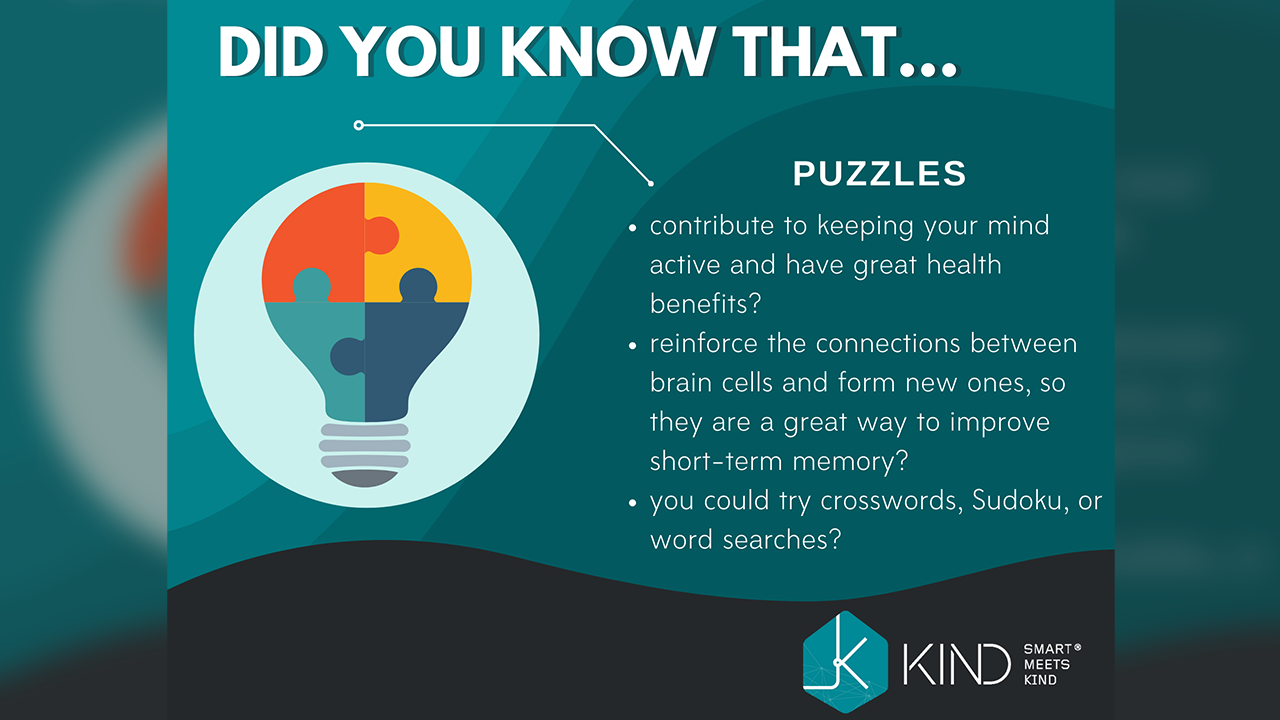 DID YOU KNOW THAT...
PUZZLES
• contribute to keeping your mind
active and have great health
benefits?
• reinforce the connections between
brain cells and form new ones, so
they are a great way to improve
short-term memory?
• you could try crosswords, Sudoku, or
word searches?
K
KIND
SMART®
MEETS
KIND